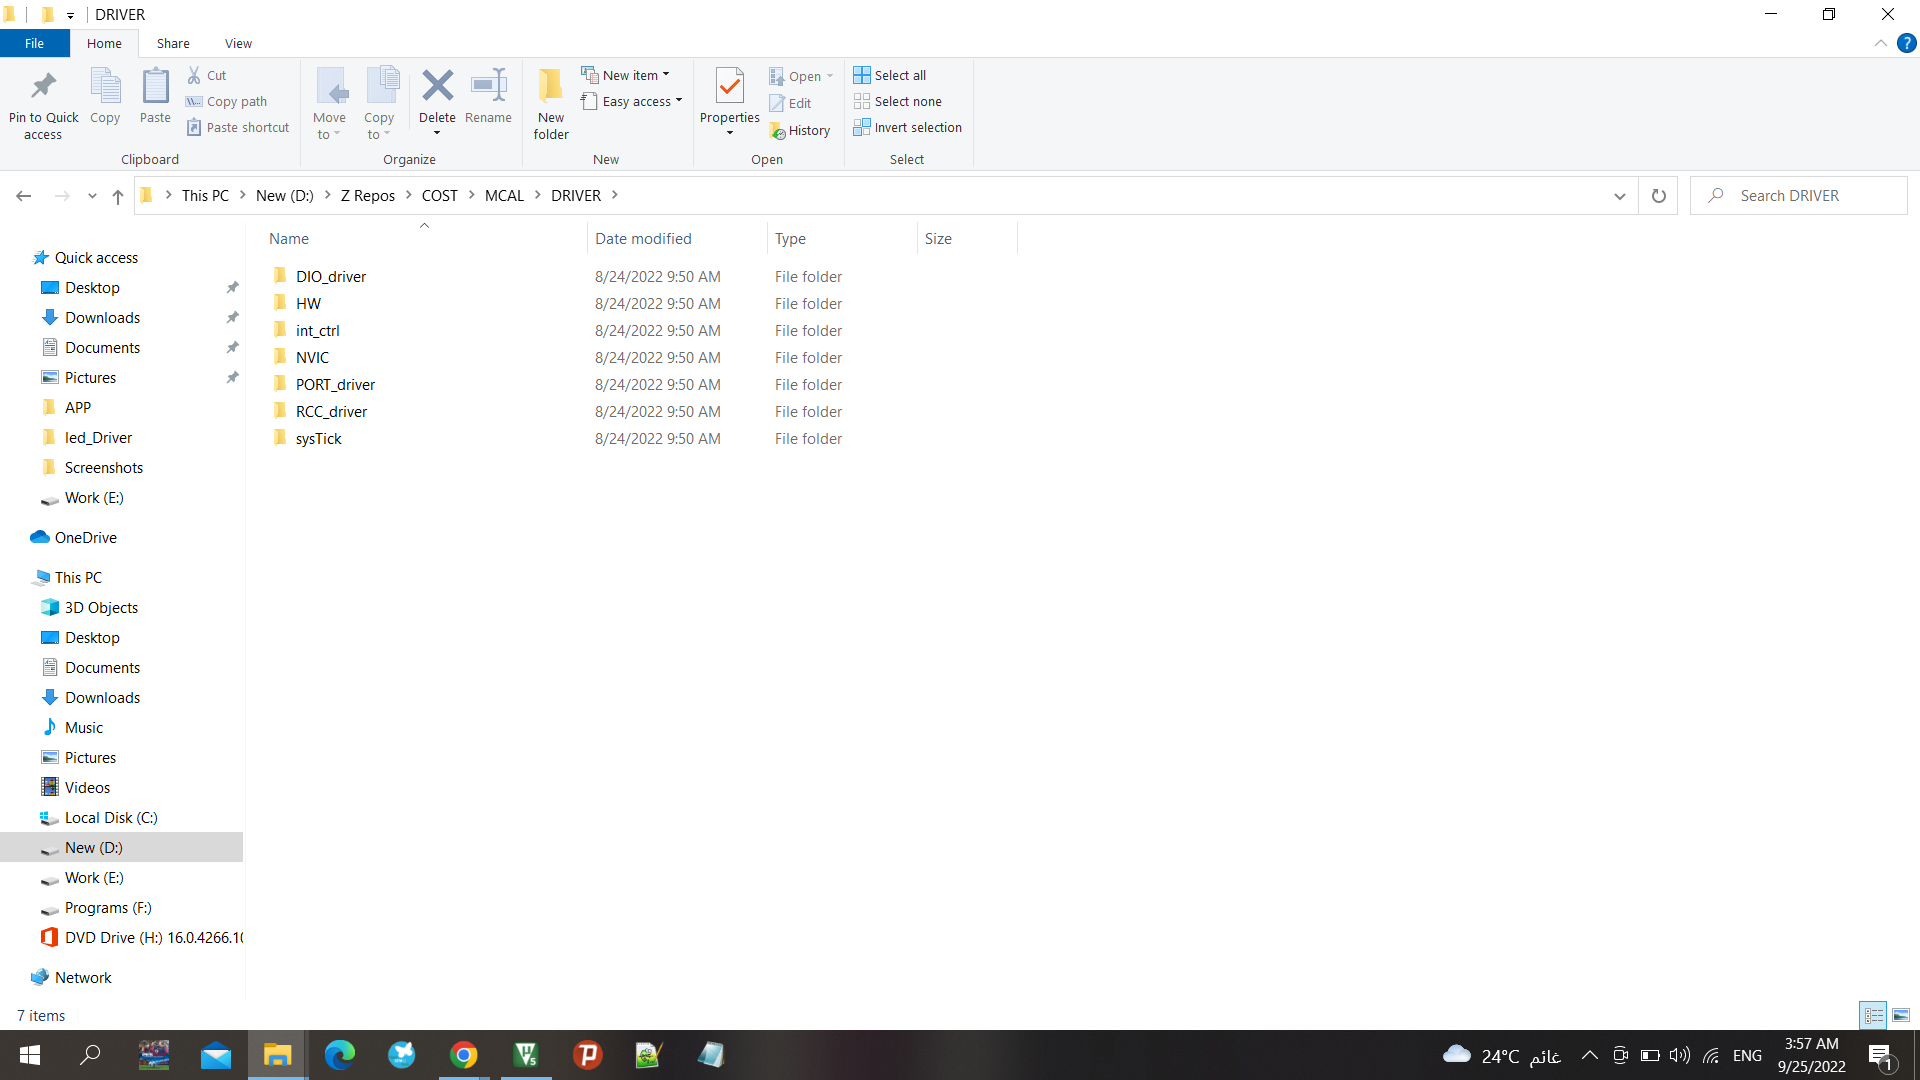 DRIVER
File Home Share View
Pin to Quick access
Copy
Paste
Cut
Copy path
Paste shortcut
Clipboard
Move to
Copy to
Delete
Rename
Organize
New folder
New item
Easy access
New
Properties
Open
Edit
History
Open
Select all
Select none
Invert selection
Select
This PC > New (D:) > Z Repos > COST > MCAL > DRIVER >
Search DRIVER
Name Date modified Type Size
DIO_driver 8/24/2022 9:50 AM File folder
HW 8/24/2022 9:50 AM File folder
int_ctrl 8/24/2022 9:50 AM File folder
NVIC 8/24/2022 9:50 AM File folder
PORT_driver 8/24/2022 9:50 AM File folder
RCC_driver 8/24/2022 9:50 AM File folder
sysTick 8/24/2022 9:50 AM File folder
Quick access
Desktop
Downloads
Documents
Pictures
APP
led_Driver
Screenshots
Work (E:)
OneDrive
This PC
3D Objects
Desktop
Documents
Downloads
Music
Pictures
Videos
Local Disk (C:)
New (D:)
Work (E:)
Programs (F:)
DVD Drive (H:) 16.0.4266.10
Network
7 items
24°C غائم
ENG
3:57 AM
9/25/2022
1